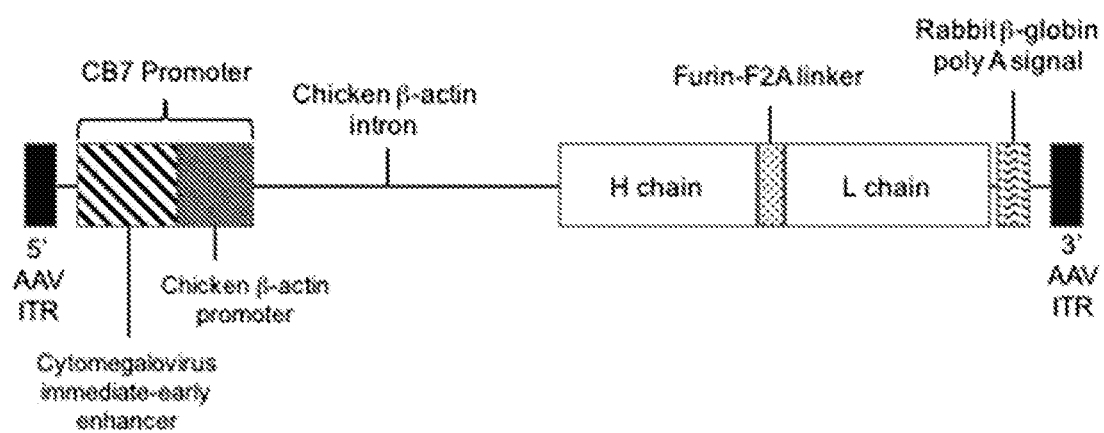 CB7 Promoter
Chicken β-actin
intron
Furin-F2A linker
Rabbit β-globin
poly A signal
H chain
L chain
5'
AAV
ITR
Chicken β-actin
promoter
Cytomegalovirus
immediate-early
enhancer
3'
AAV
ITR